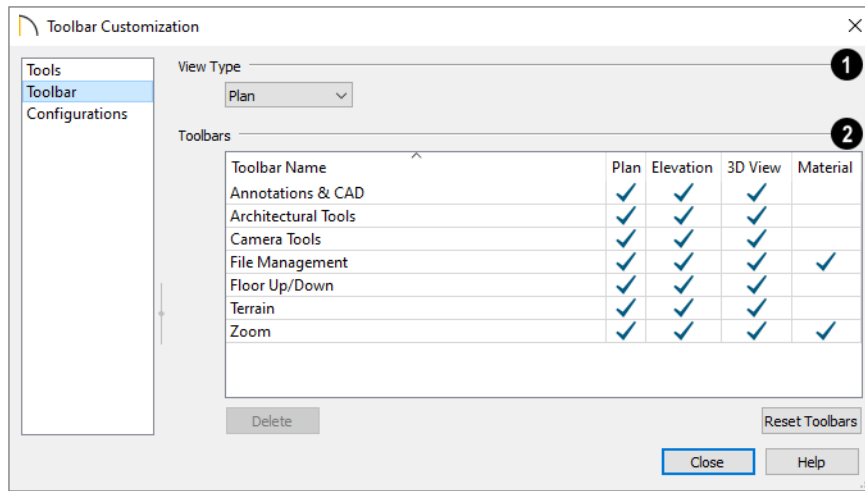 Toolbar Customization
Tools
Toolbar
Configurations
View Type
1
Plan
Toolbars
2
Toolbar Name Plan Elevation 3D View Material
Annotations & CAD
Architectural Tools
Camera Tools
File Management
Floor Up/Down
Terrain
Zoom
Delete
Reset Toolbars
Close
Help